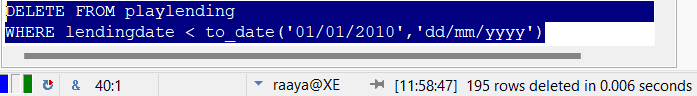 DELETE FROM playlending
WHERE lendingdate < to_date('01/01/2010','dd/mm/yyyy')
& 40:1 raaya@XE [11:58:47] 195 rows deleted in 0.006 seconds